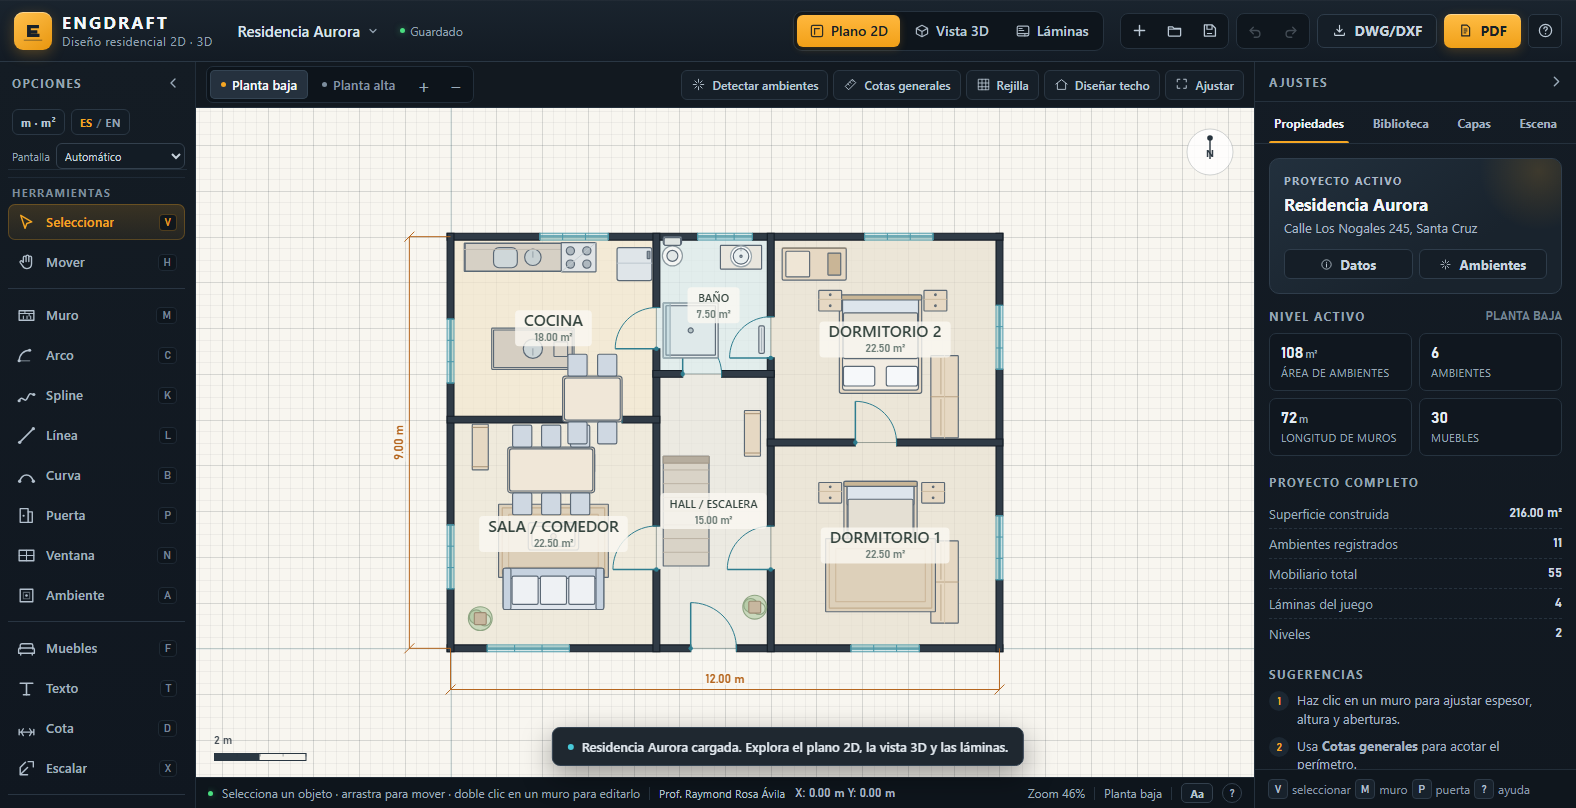 E
ENGDRAFT
Diseño residencial 2D · 3D
Residencia Aurora
Guardado
Plano 2D
Vista 3D
Láminas
DWG/DXF
PDF
OPCIONES
m · m²
ES / EN
Pantalla
Automático
HERRAMIENTAS
Seleccionar V
Mover H
Muro M
Arco C
Spline K
Línea L
Curva B
Puerta P
Ventana N
Ambiente A
Muebles F
Texto T
Cota D
Escalar X
Planta baja
Planta alta
+ −
Detectar ambientes
Cotas generales
Rejilla
Diseñar techo
Ajustar
N
COCINA
18.00 m²
BAÑO
7.50 m²
DORMITORIO 2
22.50 m²
9.00 m
HALL / ESCALERA
15.00 m²
SALA / COMEDOR
22.50 m²
DORMITORIO 1
22.50 m²
12.00 m
2 m
Residencia Aurora cargada. Explora el plano 2D, la vista 3D y las láminas.
Selecciona un objeto · arrastra para mover · doble clic en un muro para editarlo
Prof. Raymond Rosa Ávila
X: 0.00 m Y: 0.00 m
Zoom 46%
Planta baja
Aa
?
AJUSTES
Propiedades
Biblioteca
Capas
Escena
PROYECTO ACTIVO
Residencia Aurora
Calle Los Nogales 245, Santa Cruz
Datos
Ambientes
NIVEL ACTIVO
PLANTA BAJA
108 m²
ÁREA DE AMBIENTES
6
AMBIENTES
72 m
LONGITUD DE MUROS
30
MUEBLES
PROYECTO COMPLETO
Superficie construida 216.00 m²
Ambientes registrados 11
Mobiliario total 55
Láminas del juego 4
Niveles 2
SUGERENCIAS
1 Haz clic en un muro para ajustar espesor,
altura y aberturas.
2 Usa Cotas generales para acotar el
perímetro.
V seleccionar M muro P puerta ? ayuda